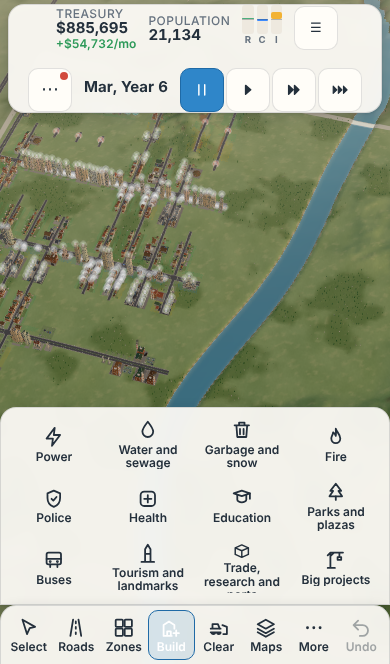 TREASURY
$885,695
+$54,732/mo
POPULATION
21,134
R C I
Mar, Year 6
Power
Water and
sewage
Garbage and
snow
Fire
Police
Health
Education
Parks and
plazas
Buses
Tourism and
landmarks
Trade,
research and
Big projects
Select
Roads
Zones
Build
Clear
Maps
More
Undo